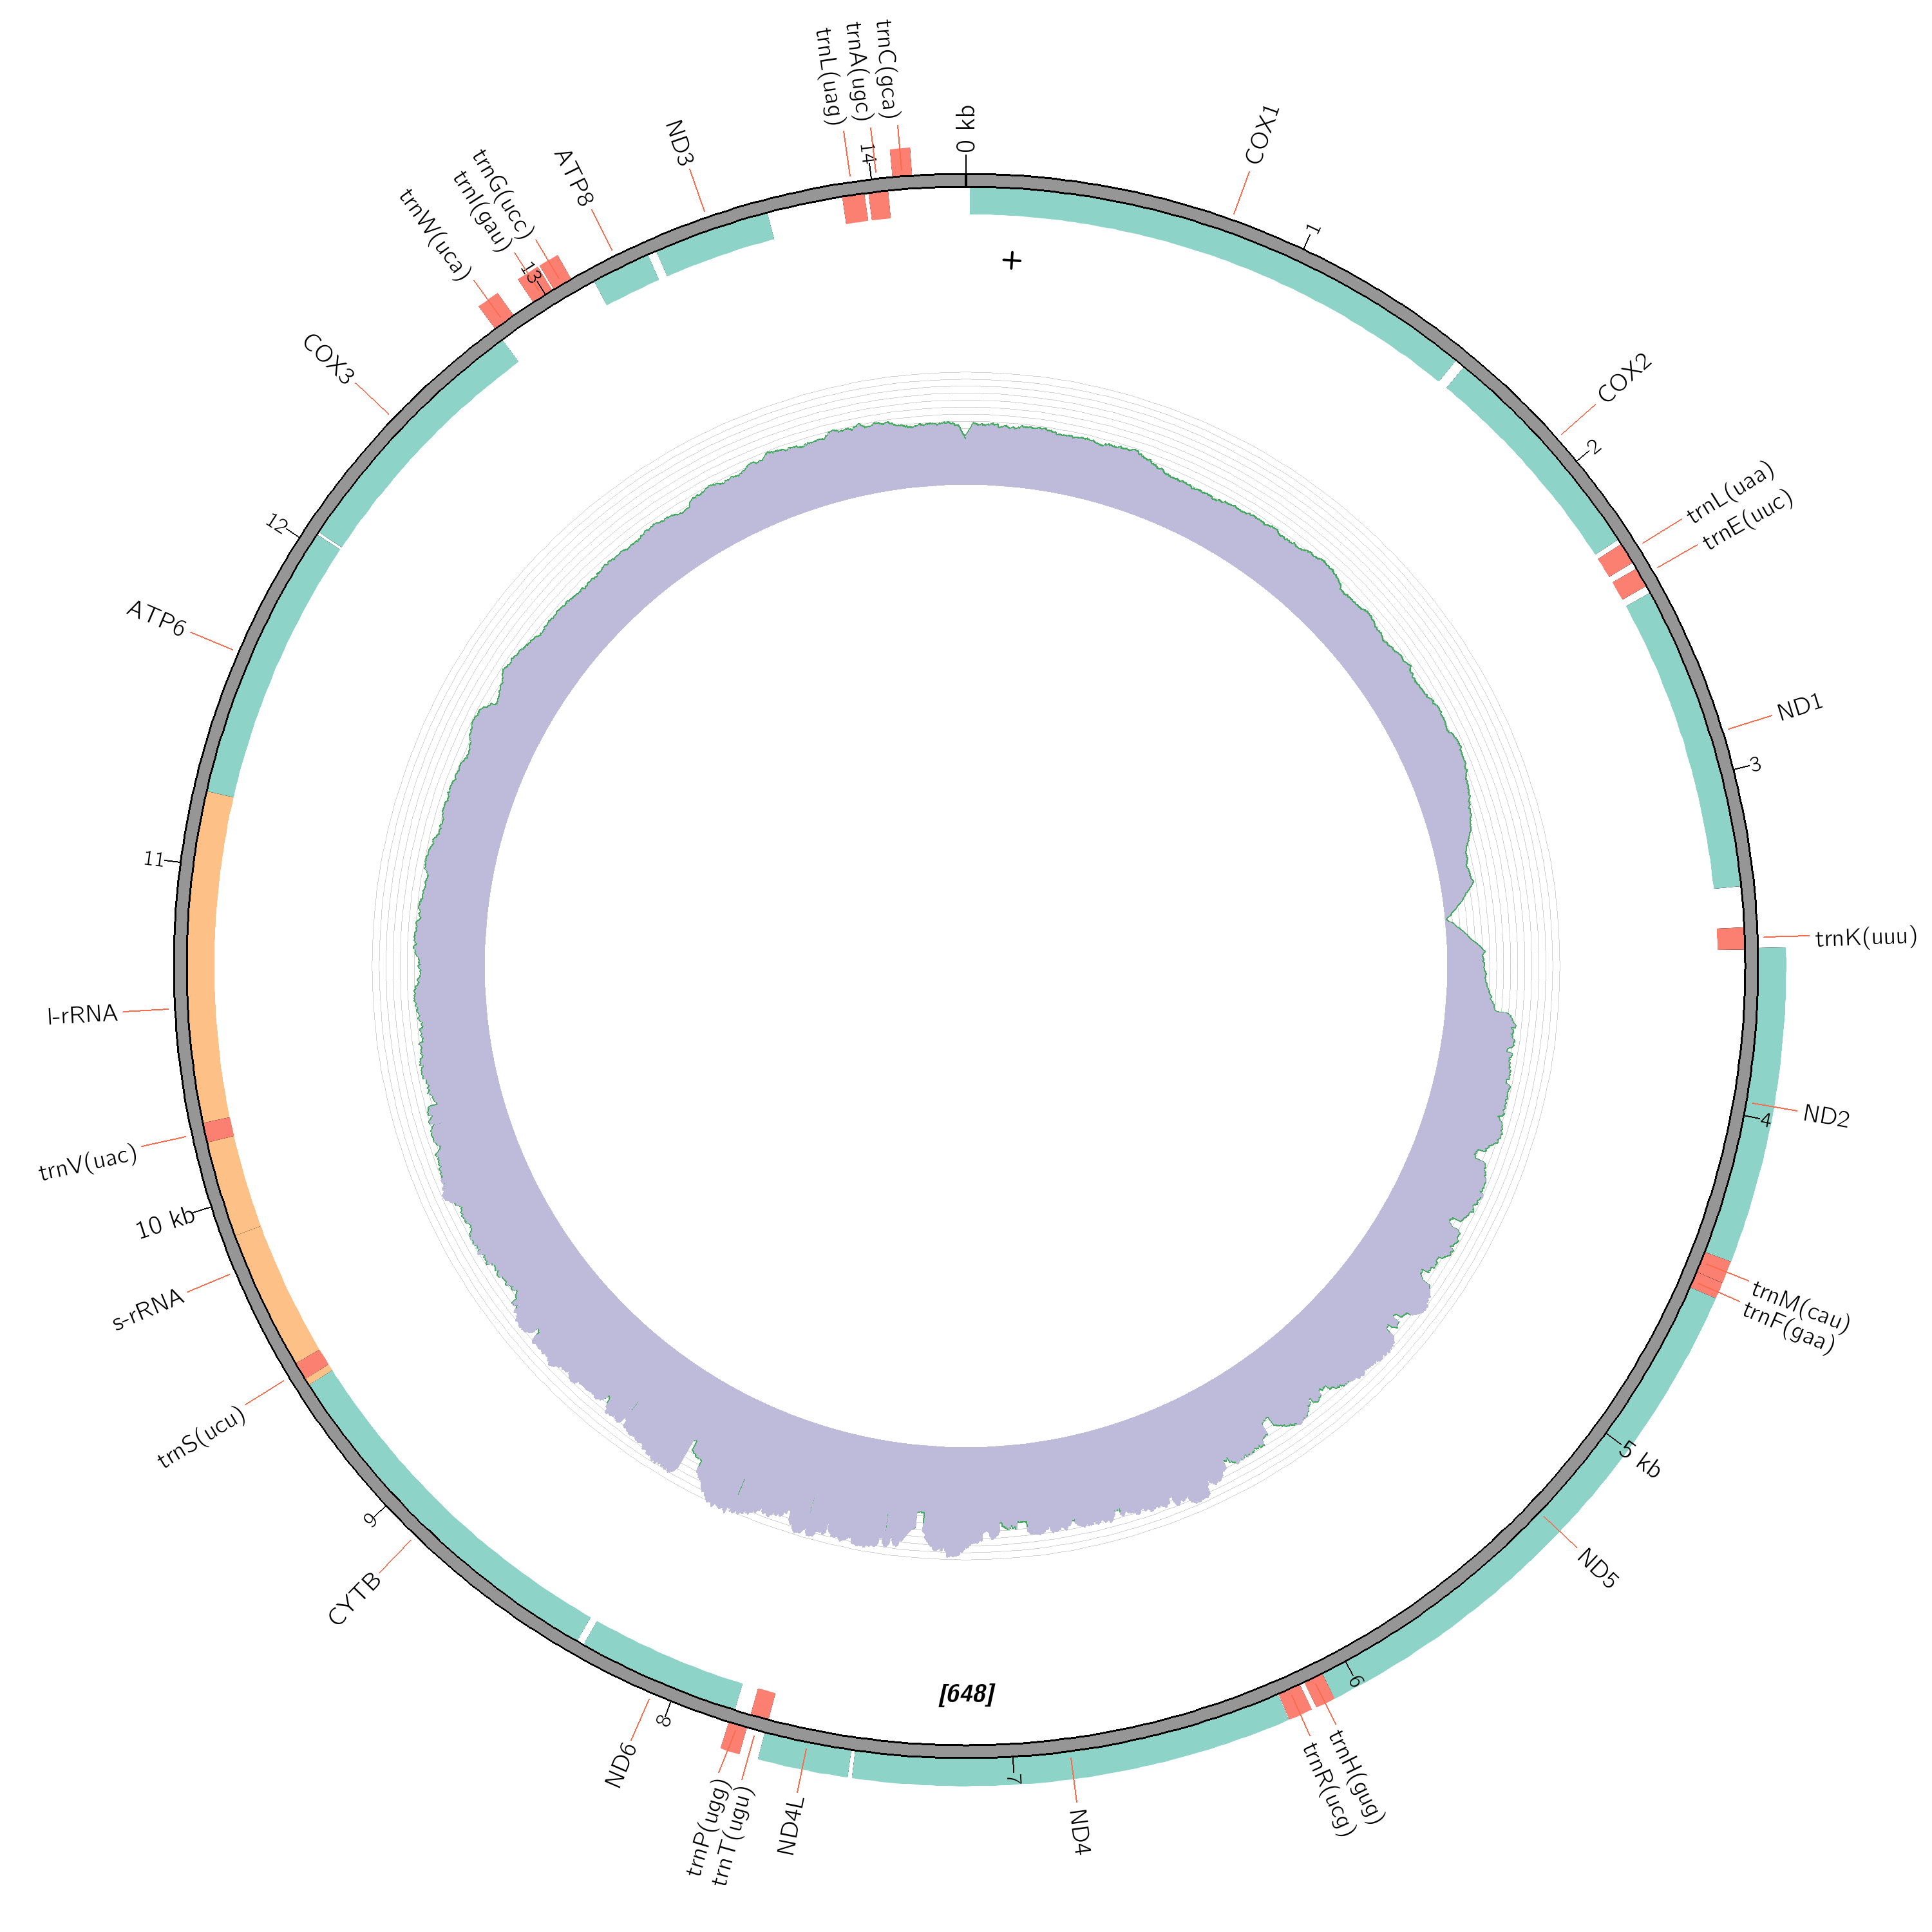 0 kb
+
COX1
1
COX2
2
trnL(uaa)
trnE(uuc)
ND1
3
trnK(uuu)
ND2
4
trnM(cau)
trnF(gaa)
5 kb
ND5
6
trnH(gug)
trnR(ucg)
ND4
7
[648]
ND4L
trnT(ugu)
trnP(ugg)
8
ND6
CYTB
9
trnS(ucu)
s-rRNA
10 kb
trnV(uac)
l-rRNA
11
ATP6
12
COX3
trnW(uca)
trnI(gau)
13
trnG(ucc)
ATP8
ND3
trnL(uag)
trnA(ugc)
14
trnC(gca)